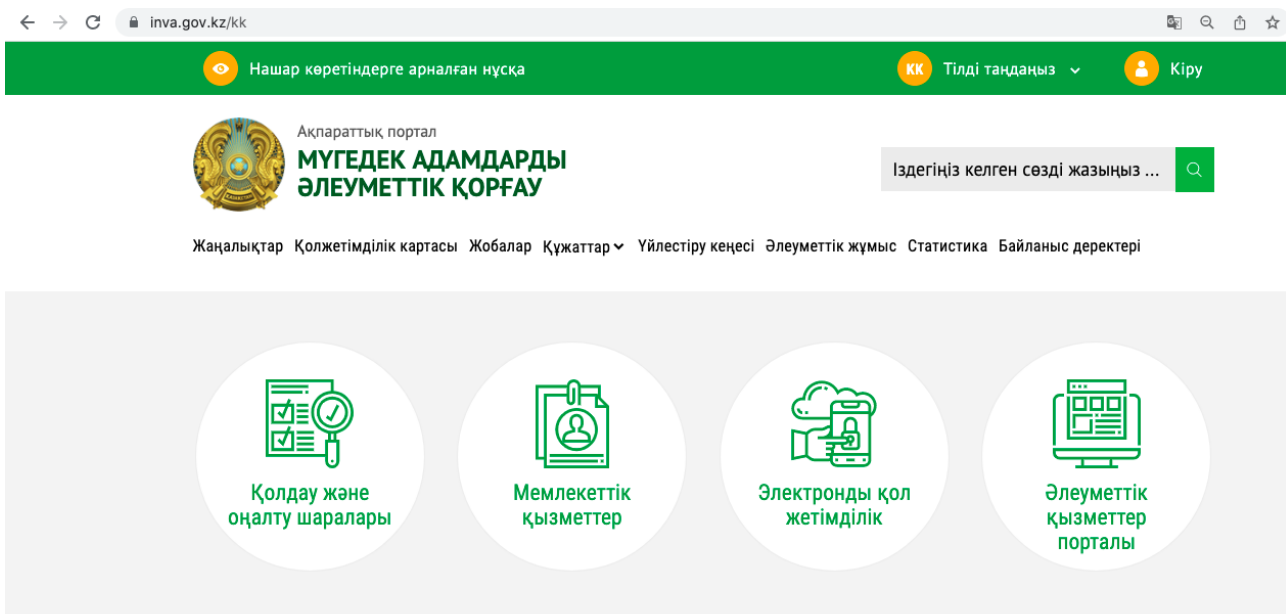 inva.gov.kz/kk
Нашар көретіндерге арналған нұсқа
KK Тілді таңдаңыз
Кіру
Ақпараттық портал
МҮГЕДЕК АДАМДАРДЫ
ӘЛЕУМЕТТІК ҚОРҒАУ
Іздегіңіз келген сөзді жазыңыз ...
Жаңалықтар Қолжетімділік картасы Жобалар Құжаттар Үйлестіру кеңесі Әлеуметтік жұмыс Статистика Байланыс деректері
Қолдау және
оңалту шаралары
Мемлекеттік
қызметтер
Электронды қол
жетімділік
Әлеуметтік
қызметтер
порталы